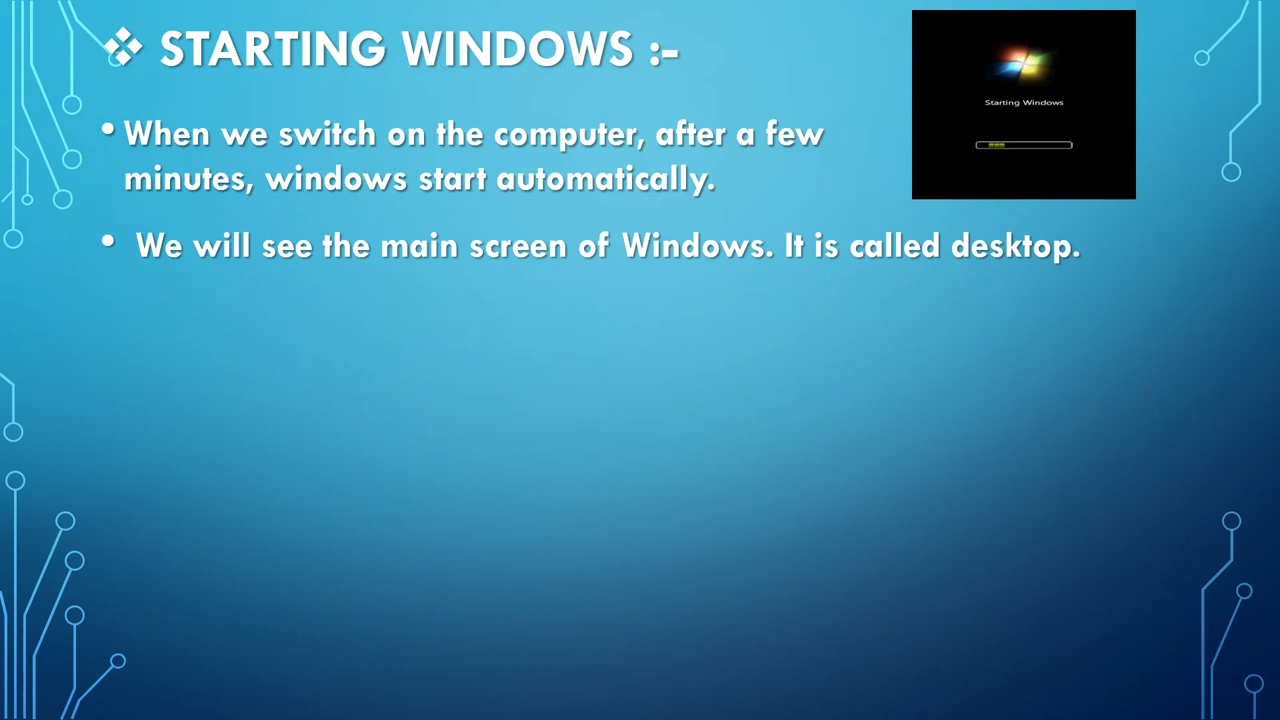 ❖ STARTING WINDOWS :-
Starting Windows
• When we switch on the computer, after a few
minutes, windows start automatically.
• We will see the main screen of Windows. It is called desktop.